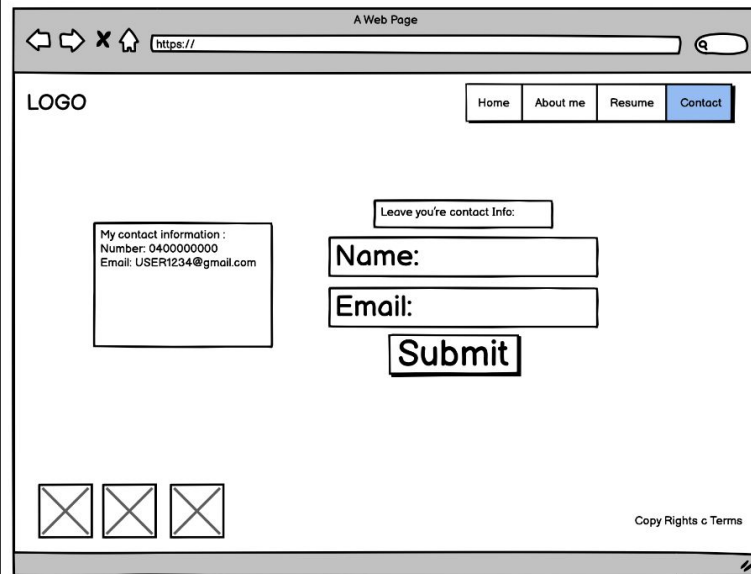 A Web Page
https://
LOGO
Home
About me
Resume
Contact
Leave you're contact Info:
My contact information :
Number: 0400000000
Email: USER1234@gmail.com
Name:
Email:
Submit
Copy Rights c Terms